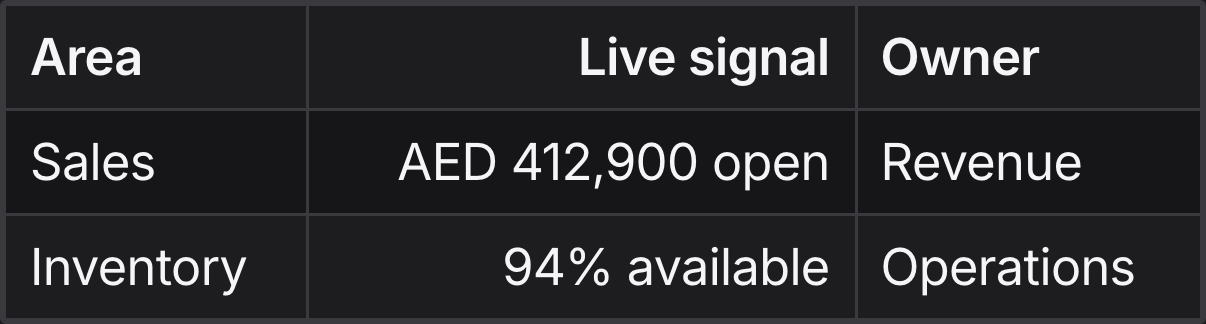 Area Live signal Owner
Sales AED 412,900 open Revenue
Inventory 94% available Operations